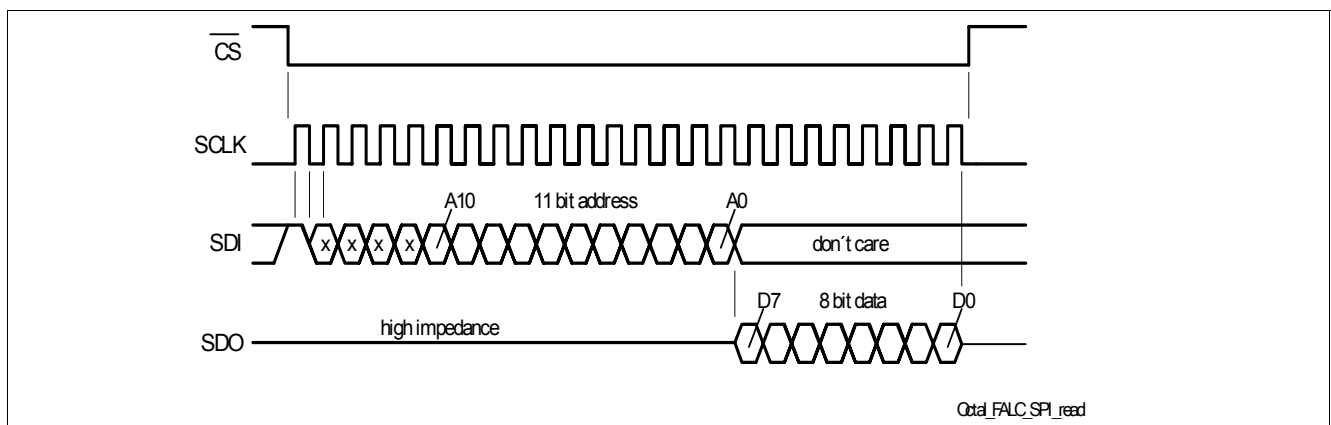 CS
SCLK
A10 11 bit address A0
SDI x x x x don´t care
D7 8 bit data D0
high impedance
SDO
Octal_FALC_SPI_read